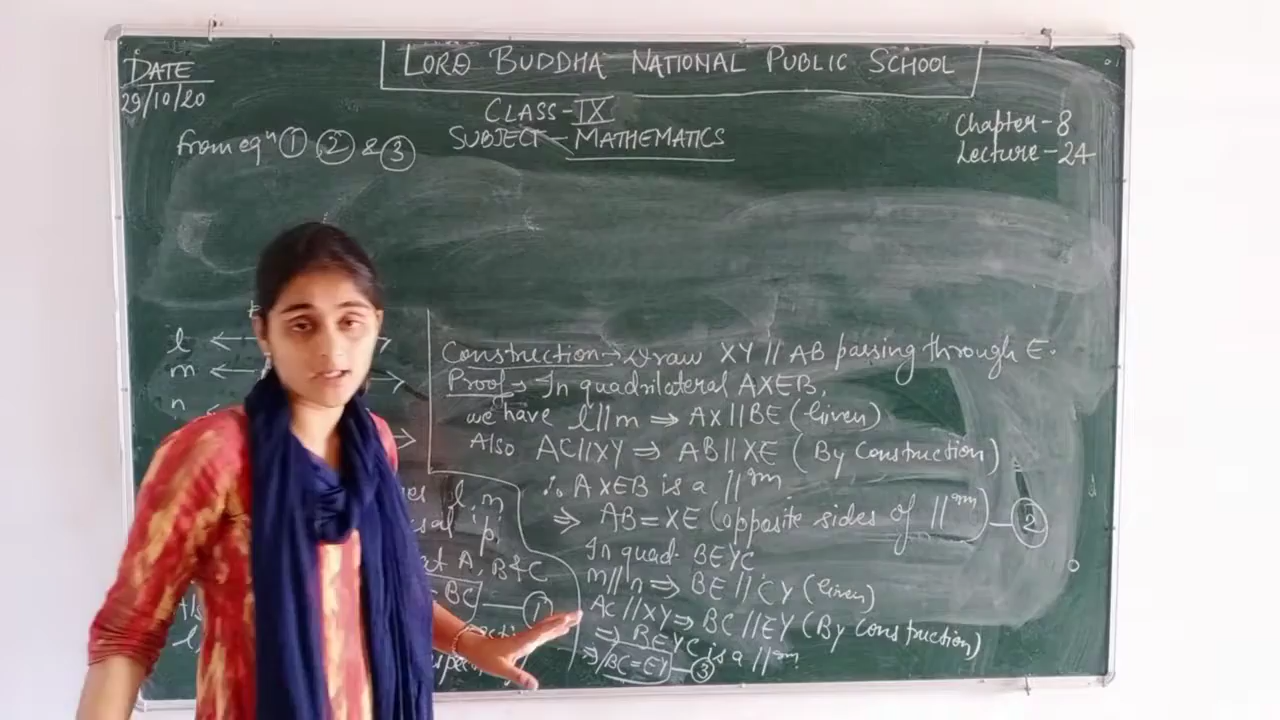 DATE
29/10/20
LORD BUDDHA NATIONAL PUBLIC SCHOOL
CLASS-IX
SUBJECT-MATHEMATICS
Chapter-8
Lecture-24
from eqⁿ ① ② & ③
l
m
n
Construction → Draw XY // AB passing through E.
Proof → In quadrilateral AXEB,
we have l//m ⇒ AX//BE (Given)
Also AC//XY ⇒ AB//XE (By Construction)
∴ AXEB is a //gm
⇒ AB=XE (opposite sides of //gm) — ②
In quad. BEYC
m//n ⇒ BE//CY (Given)
AC//XY ⇒ BC//EY (By Construction)
⇒ BEYC is a //gm
⇒ BC=EY — ③
l, m
'p'
at A, B & C
BC — ①